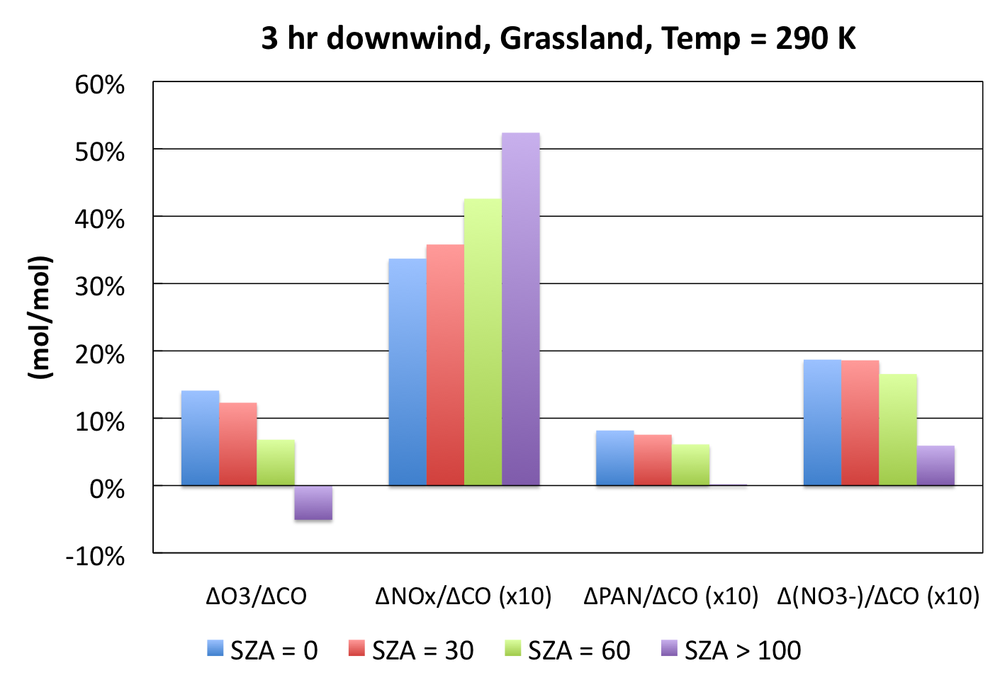 3 hr downwind, Grassland, Temp = 290 K
60%
50%
40%
30%
20%
10%
0%
-10%
(mol/mol)
ΔO3/ΔCO
ΔNOx/ΔCO (x10)
ΔPAN/ΔCO (x10)
Δ(NO3-)/ΔCO (x10)
SZA = 0
SZA = 30
SZA = 60
SZA > 100